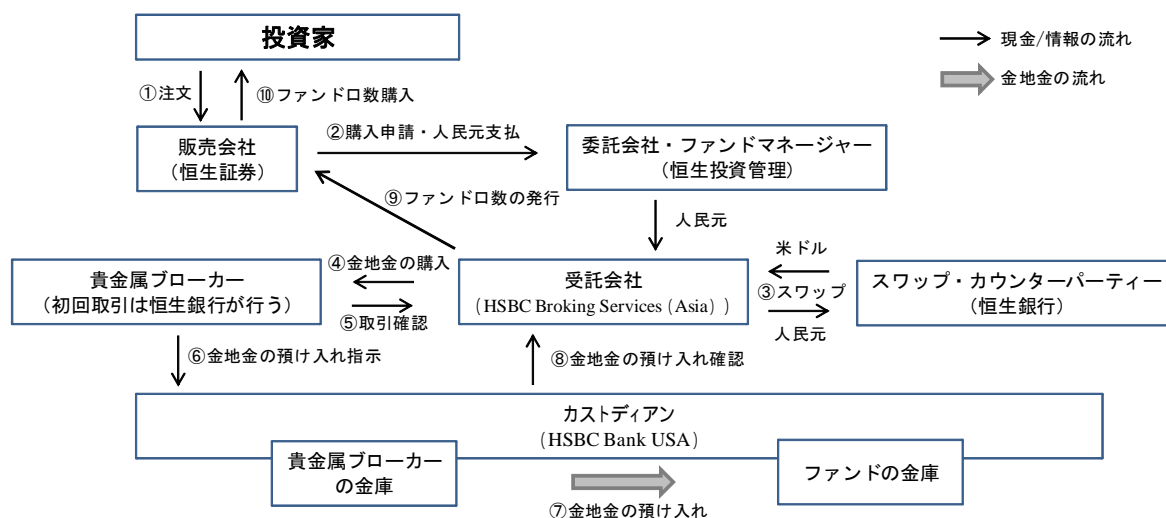 投資家
現金/情報の流れ
金地金の流れ
①注文
⑩ファンド口数購入
販売会社
（恒生証券）
②購入申請・人民元支払
委託会社・ファンドマネージャー
（恒生投資管理）
⑨ファンド口数の発行
人民元
貴金属ブローカー
（初回取引は恒生銀行が行う）
④金地金の購入
⑤取引確認
受託会社
（HSBC Broking Services（Asia））
米ドル
③スワップ
人民元
スワップ・カウンターパーティー
（恒生銀行）
⑥金地金の預け入れ指示
⑧金地金の預け入れ確認
カストディアン
（HSBC Bank USA）
貴金属ブローカー
の金庫
ファンドの金庫
⑦金地金の預け入れ